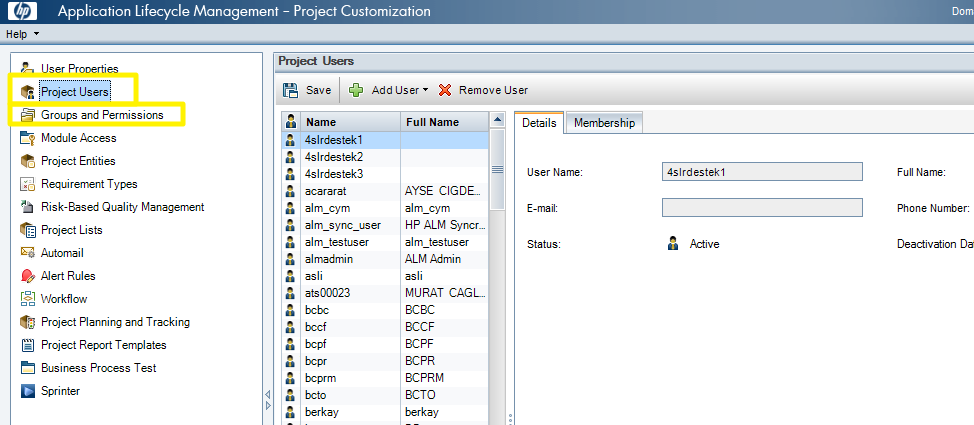 hp Application Lifecycle Management – Project Customization Dom
Help
User Properties
Project Users
Groups and Permissions
Module Access
Project Entities
Requirement Types
Risk-Based Quality Management
Project Lists
Automail
Alert Rules
Workflow
Project Planning and Tracking
Project Report Templates
Business Process Test
Sprinter
Project Users
Save Add User Remove User
Name Full Name
4slrdestek1
4slrdestek2
4slrdestek3
acararat AYSE CIGDE...
alm_cym alm_cym
alm_sync_user HP ALM Syncr...
alm_testuser alm_testuser
almadmin ALM Admin
asli asli
ats00023 MURAT CAGL...
bcbc BCBC
bccf BCCF
bcpf BCPF
bcpr BCPR
bcprm BCPRM
bcto BCTO
berkay berkay
Details Membership
User Name: 4slrdestek1 Full Name:
E-mail: Phone Number:
Status: Active Deactivation Da